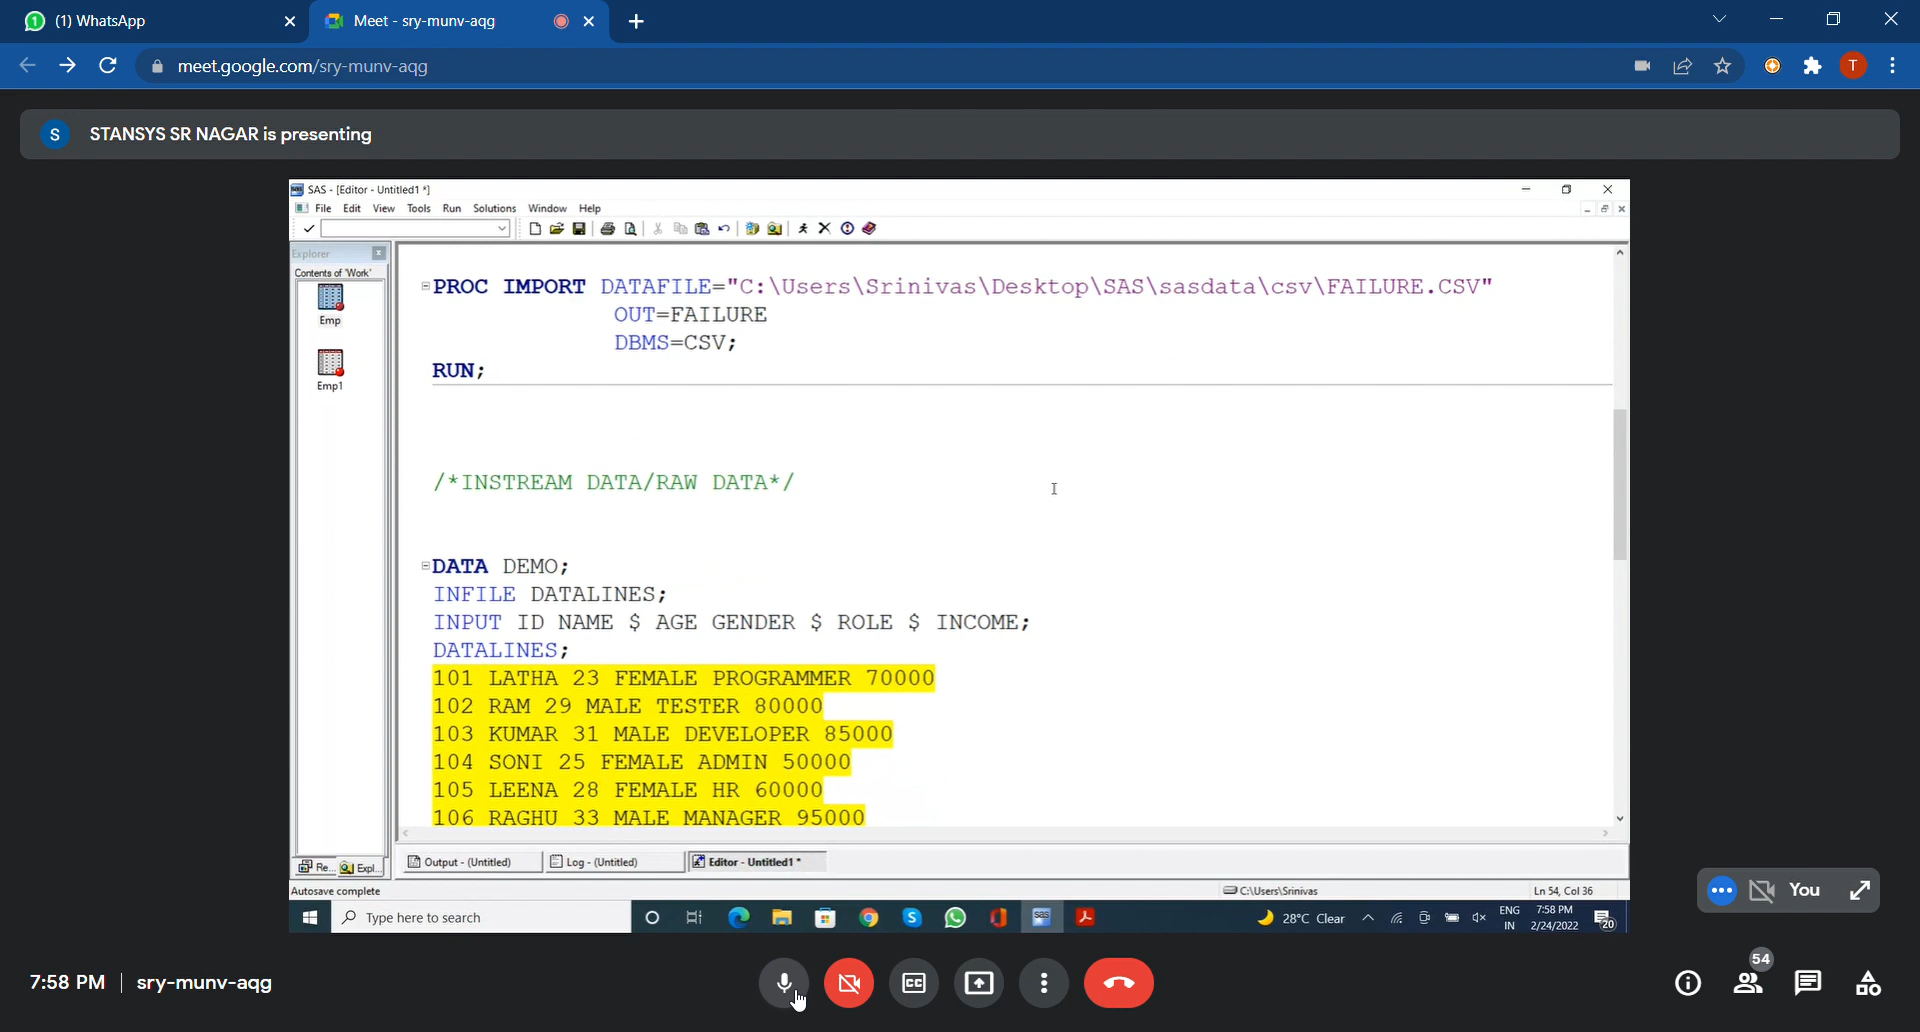 (1) WhatsApp
Meet - sry-munv-aqg
meet.google.com/sry-munv-aqg
T
S STANSYS SR NAGAR is presenting
SAS - [Editor - Untitled1 *]
File Edit View Tools Run Solutions Window Help
Explorer
Contents of 'Work'
Emp
Emp1
PROC IMPORT DATAFILE="C:\Users\Srinivas\Desktop\SAS\sasdata\csv\FAILURE.CSV"
OUT=FAILURE
DBMS=CSV;
RUN;
/*INSTREAM DATA/RAW DATA*/
DATA DEMO;
INFILE DATALINES;
INPUT ID NAME $ AGE GENDER $ ROLE $ INCOME;
DATALINES;
101 LATHA 23 FEMALE PROGRAMMER 70000
102 RAM 29 MALE TESTER 80000
103 KUMAR 31 MALE DEVELOPER 85000
104 SONI 25 FEMALE ADMIN 50000
105 LEENA 28 FEMALE HR 60000
106 RAGHU 33 MALE MANAGER 95000
Re... Expl...
Output - (Untitled)
Log - (Untitled)
Editor - Untitled1 *
Autosave complete
C:\Users\Srinivas
Ln 54, Col 36
Type here to search
28°C Clear
ENG
IN
7:58 PM
2/24/2022
20
You
7:58 PM | sry-munv-aqg
CC
54